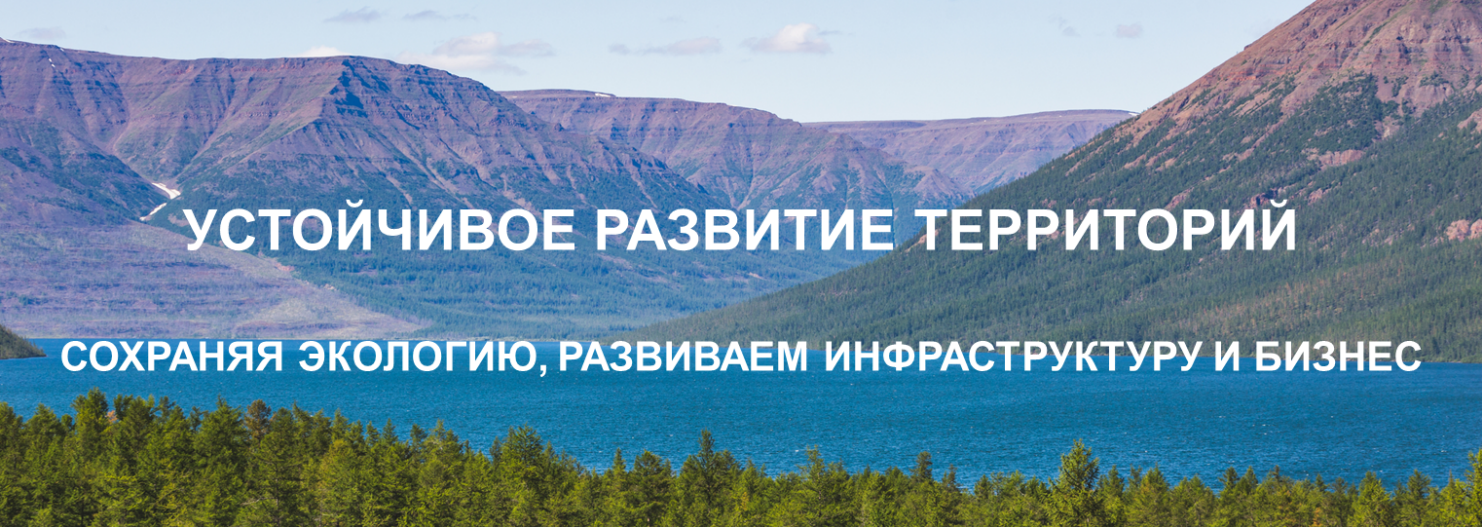 УСТОЙЧИВОЕ РАЗВИТИЕ ТЕРРИТОРИЙ
СОХРАНЯЯ ЭКОЛОГИЮ, РАЗВИВАЕМ ИНФРАСТРУКТУРУ И БИЗНЕС